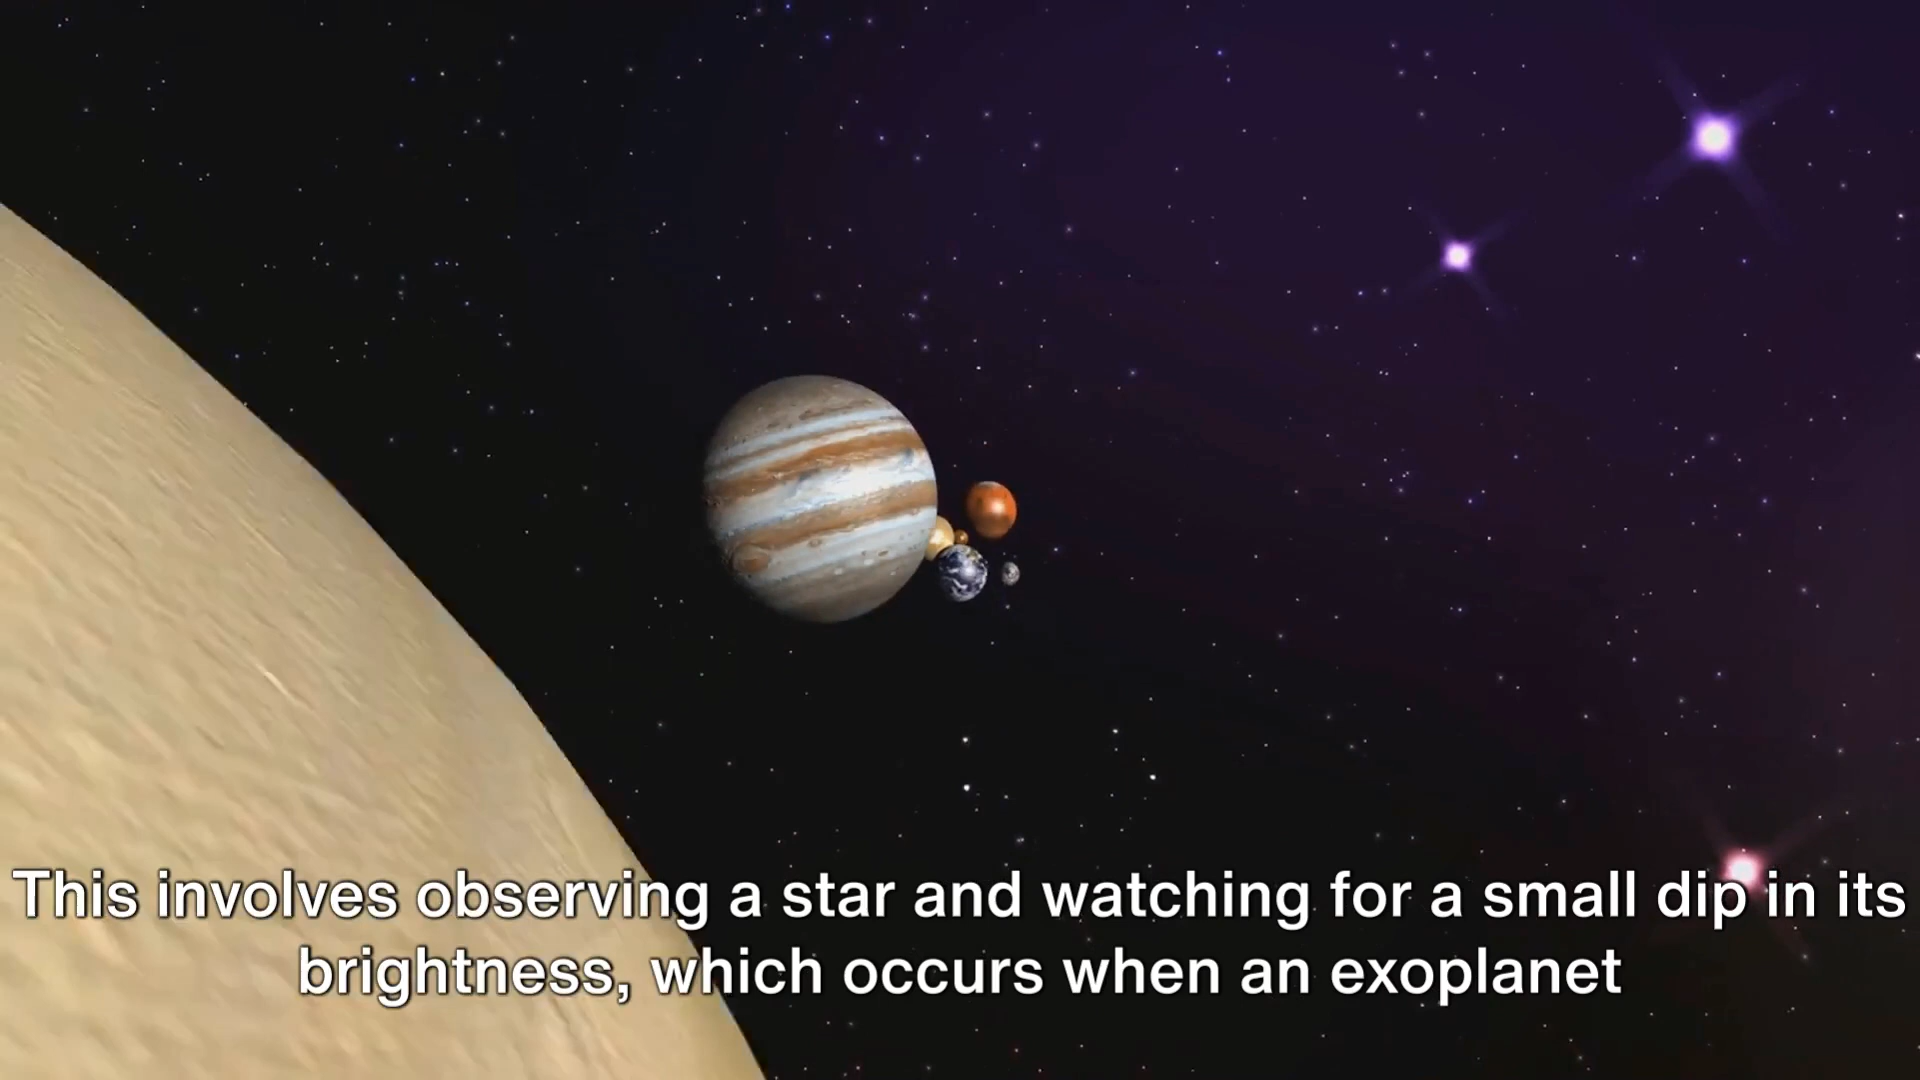 This involves observing a star and watching for a small dip in its
brightness, which occurs when an exoplanet